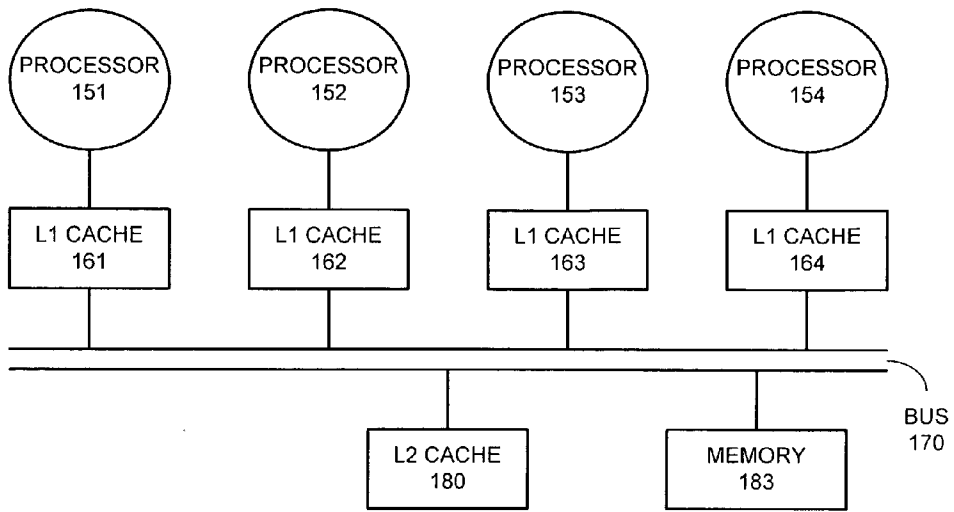 PROCESSOR
151
PROCESSOR
152
PROCESSOR
153
PROCESSOR
154
L1 CACHE
161
L1 CACHE
162
L1 CACHE
163
L1 CACHE
164
BUS
170
L2 CACHE
180
MEMORY
183